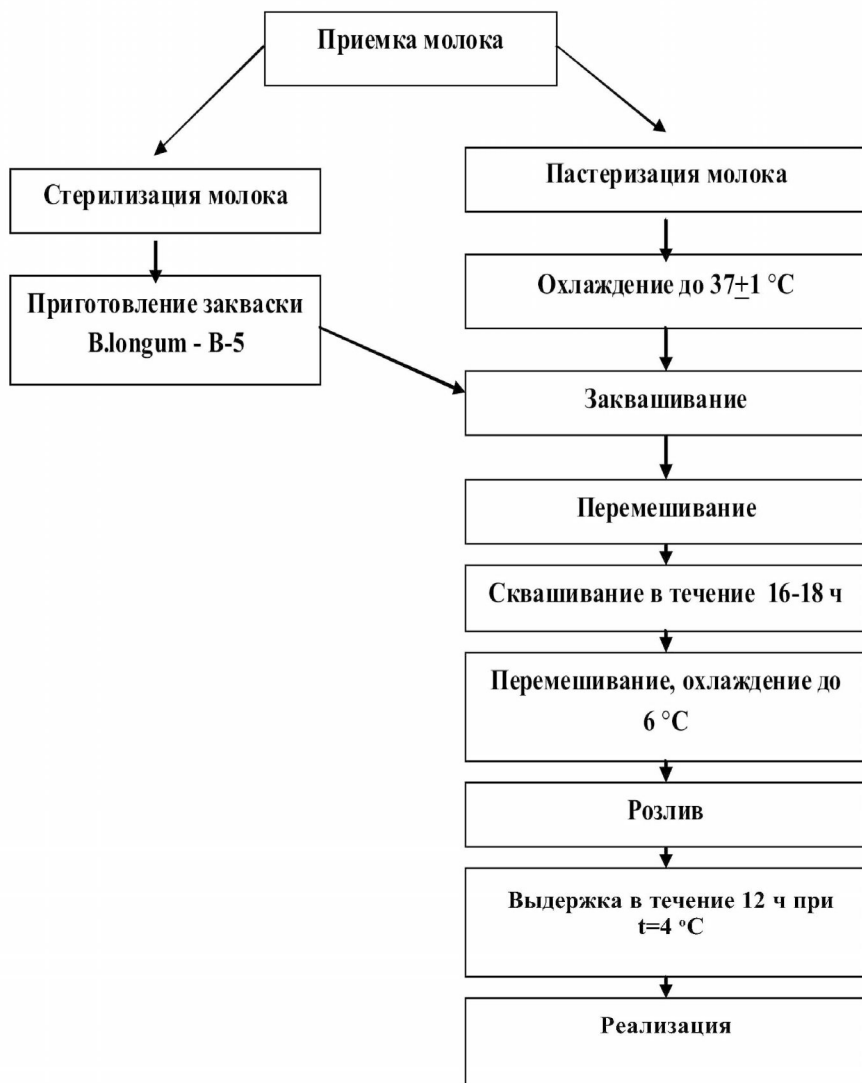 Приемка молока
Стерилизация молока
Пастеризация молока
Приготовление закваски
B.longum - B-5
Охлаждение до 37±1 °C
Заквашивание
Перемешивание
Сквашивание в течение 16-18 ч
Перемешивание, охлаждение до
6 °C
Розлив
Выдержка в течение 12 ч при
t=4 °C
Реализация